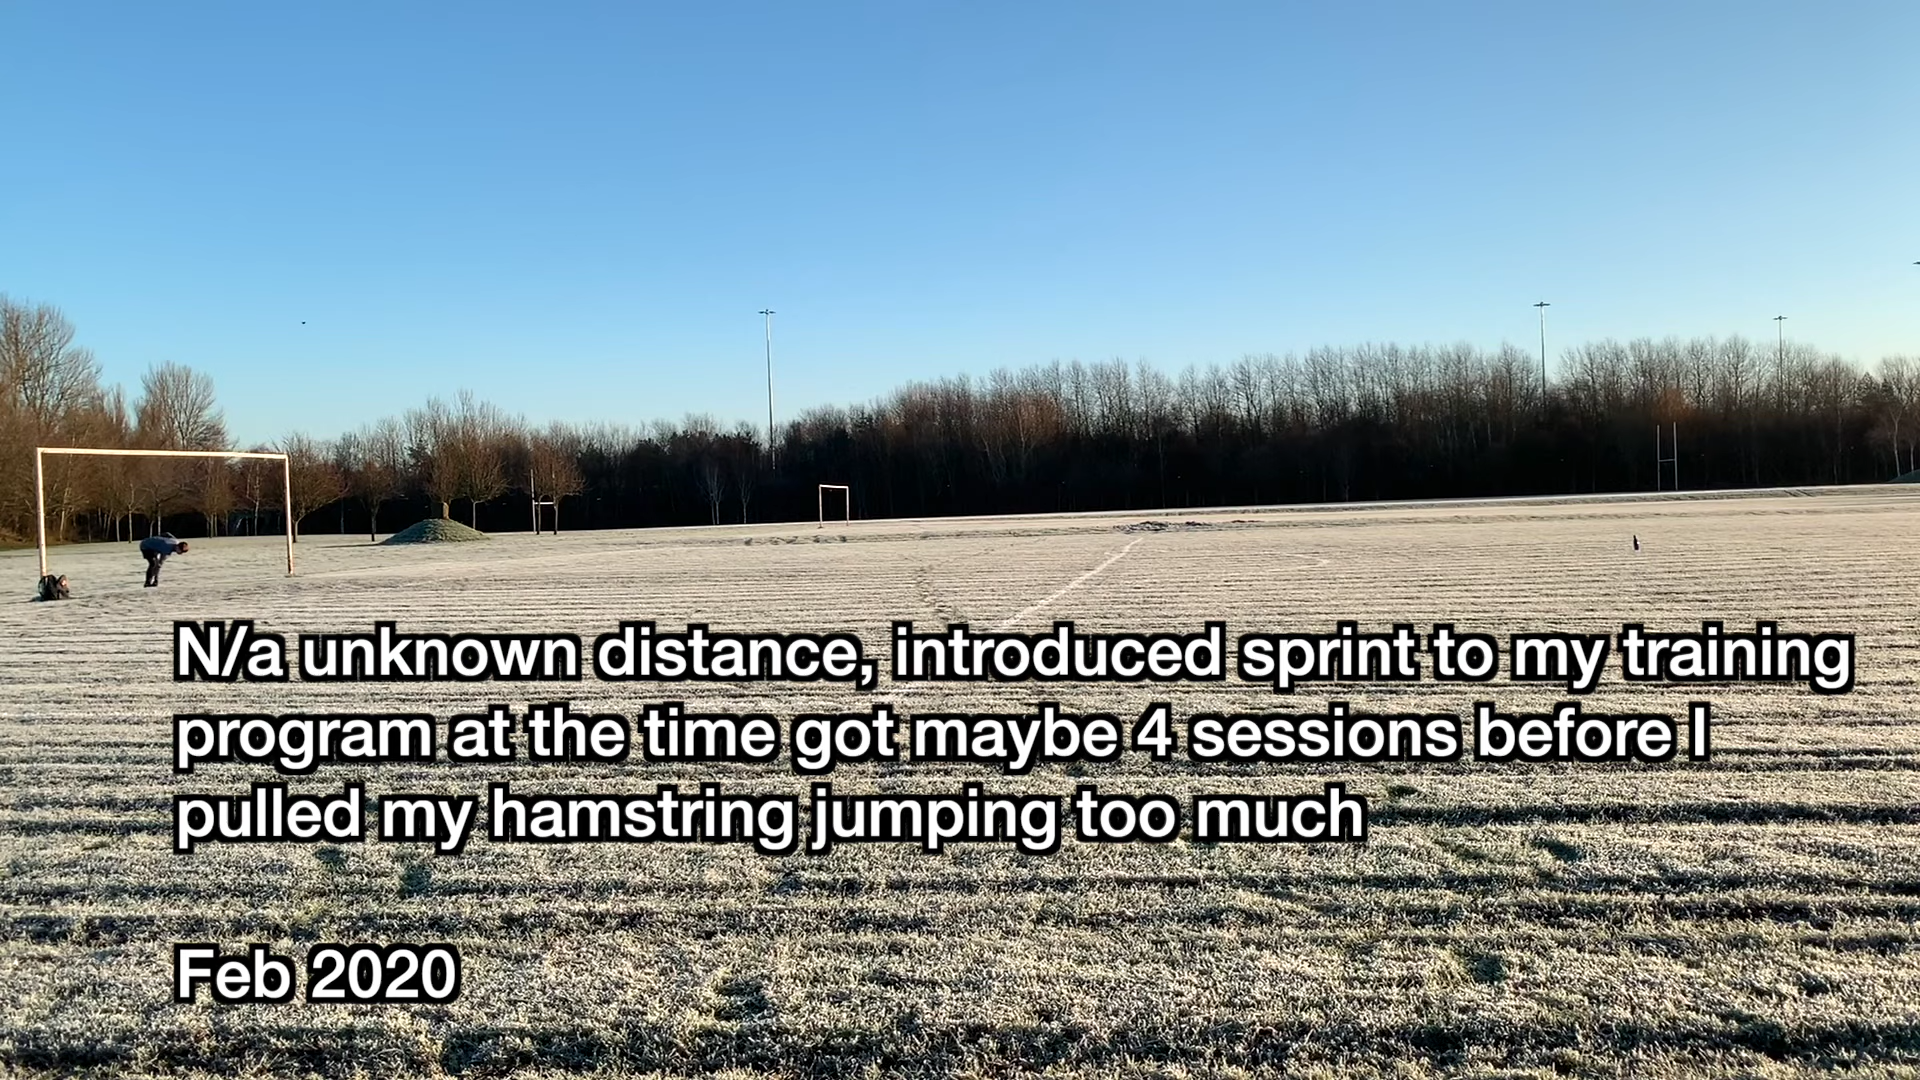 N/a unknown distance, introduced sprint to my training
program at the time got maybe 4 sessions before I
pulled my hamstring jumping too much
Feb 2020